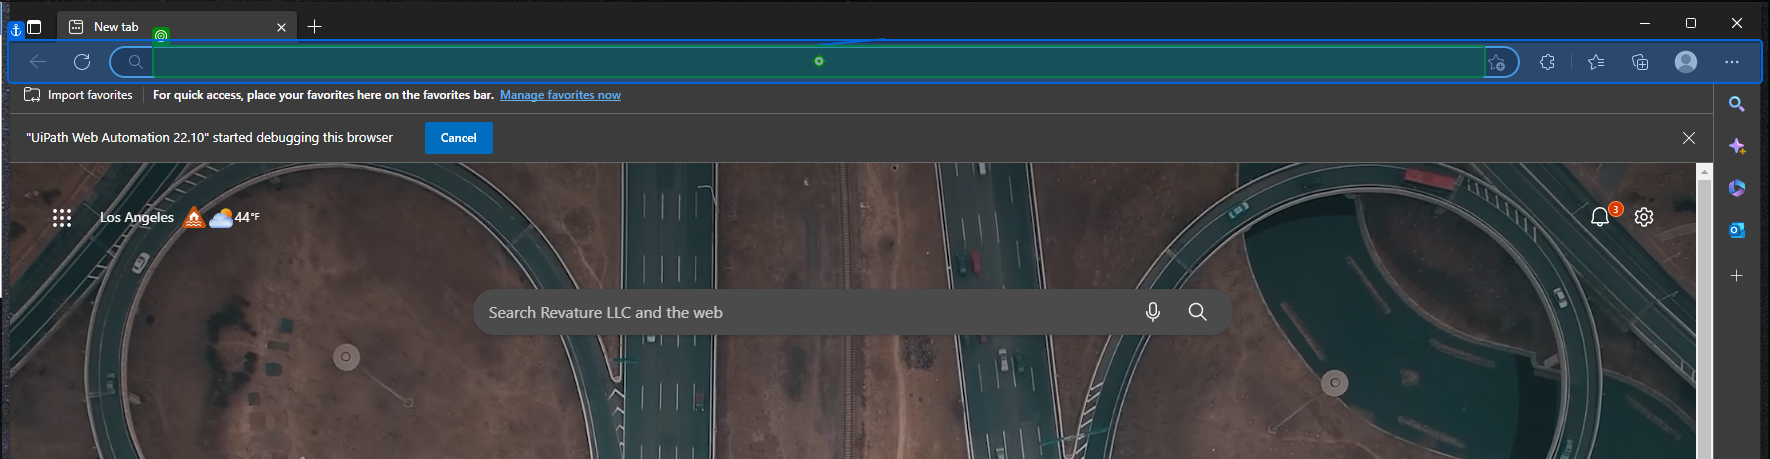 New tab
Import favorites
For quick access, place your favorites here on the favorites bar. Manage favorites now
"UiPath Web Automation 22.10" started debugging this browser
Cancel
Los Angeles
44°F
3
Search Revature LLC and the web